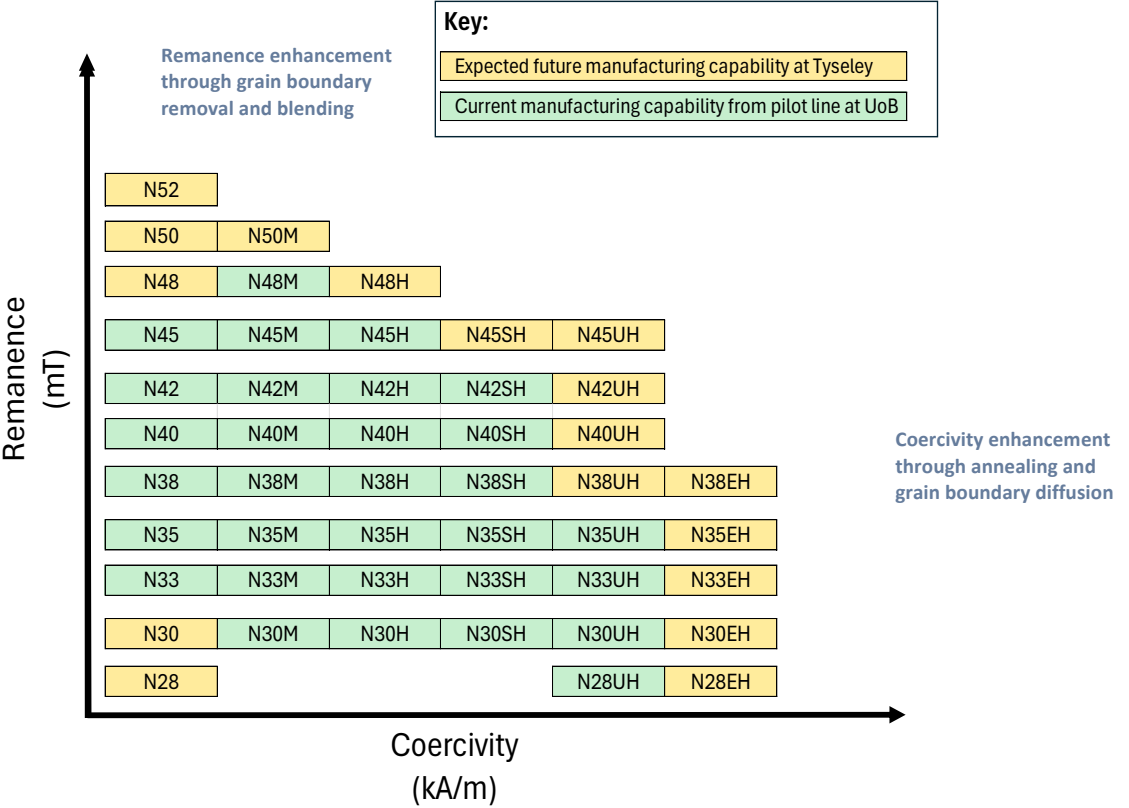 Key:
Expected future manufacturing capability at Tyseley
Current manufacturing capability from pilot line at UoB
Remanence enhancement
through grain boundary
removal and blending
Remanence
(mT)
N52
N50 N50M
N48 N48M N48H
N45 N45M N45H N45SH N45UH
N42 N42M N42H N42SH N42UH
N40 N40M N40H N40SH N40UH
N38 N38M N38H N38SH N38UH N38EH
N35 N35M N35H N35SH N35UH N35EH
N33 N33M N33H N33SH N33UH N33EH
N30 N30M N30H N30SH N30UH N30EH
N28 N28UH N28EH
Coercivity enhancement
through annealing and
grain boundary diffusion
Coercivity
(kA/m)